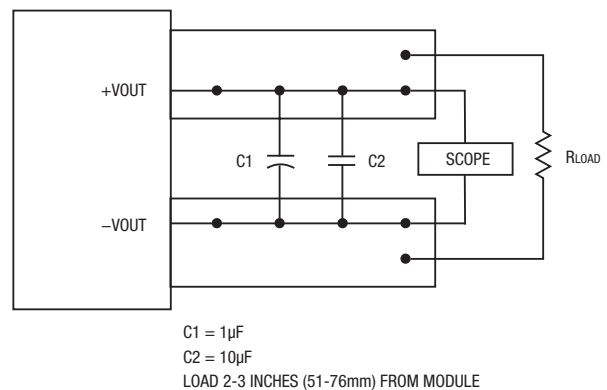 +VOUT
C1
C2
SCOPE
RLOAD
−VOUT
C1 = 1µF
C2 = 10µF
LOAD 2-3 INCHES (51-76mm) FROM MODULE